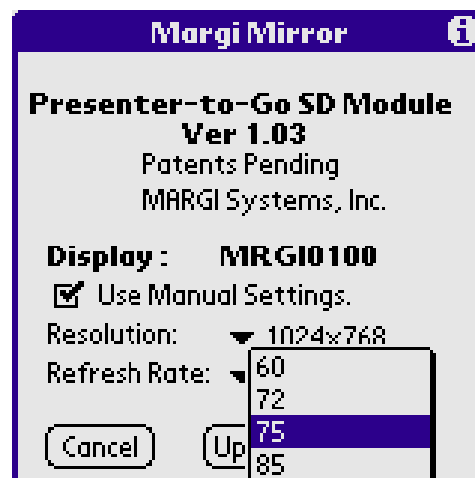 Margi Mirror i
Presenter-to-Go SD Module
Ver 1.03
Patents Pending
MARGI Systems, Inc.
Display : MRGI0100
Use Manual Settings.
Resolution: 1024x768
Refresh Rate:
60
72
75
85
Cancel Up